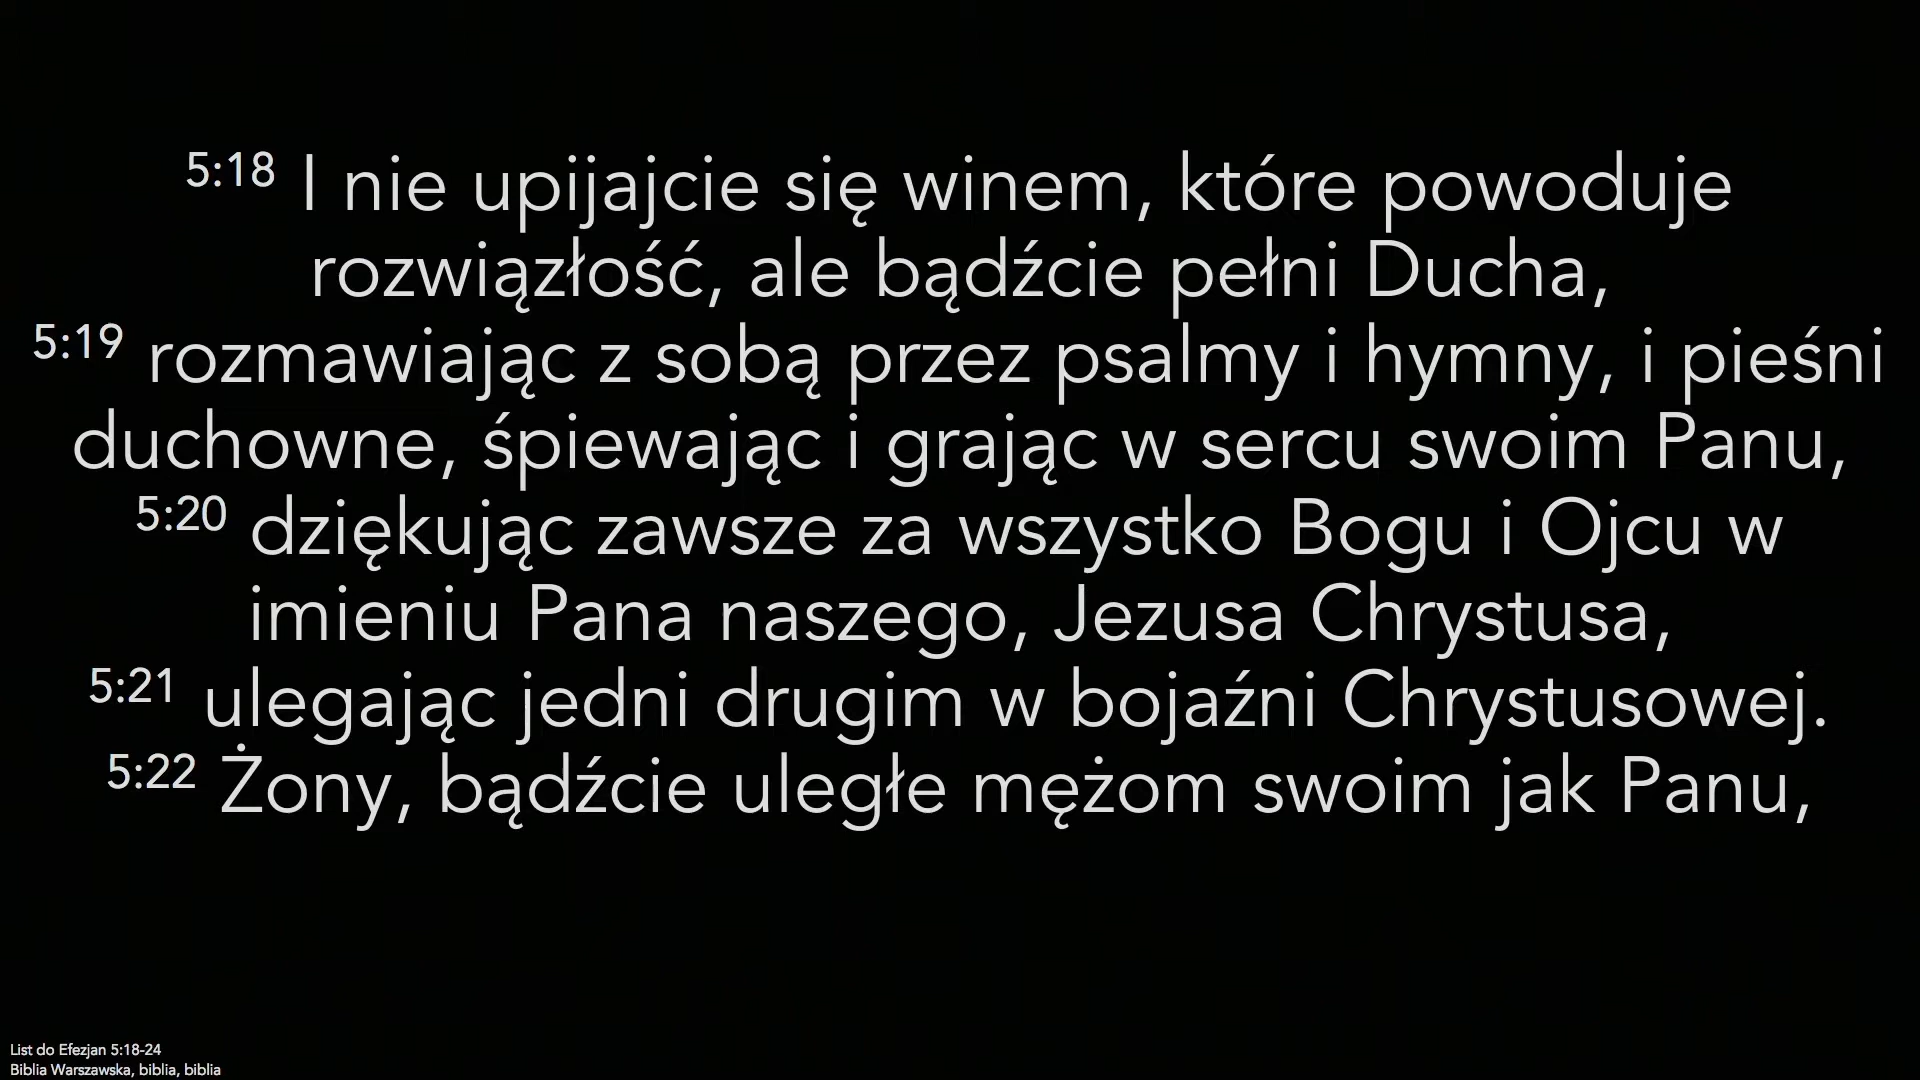 5:18 I nie upijajcie się winem, które powoduje
rozwiązłość, ale bądźcie pełni Ducha,
5:19 rozmawiając z sobą przez psalmy i hymny, i pieśni
duchowne, śpiewając i grając w sercu swoim Panu,
5:20 dziękując zawsze za wszystko Bogu i Ojcu w
imieniu Pana naszego, Jezusa Chrystusa,
5:21 ulegając jedni drugim w bojaźni Chrystusowej.
5:22 Żony, bądźcie uległe mężom swoim jak Panu,
List do Efezjan 5:18-24
Biblia Warszawska, biblia, biblia